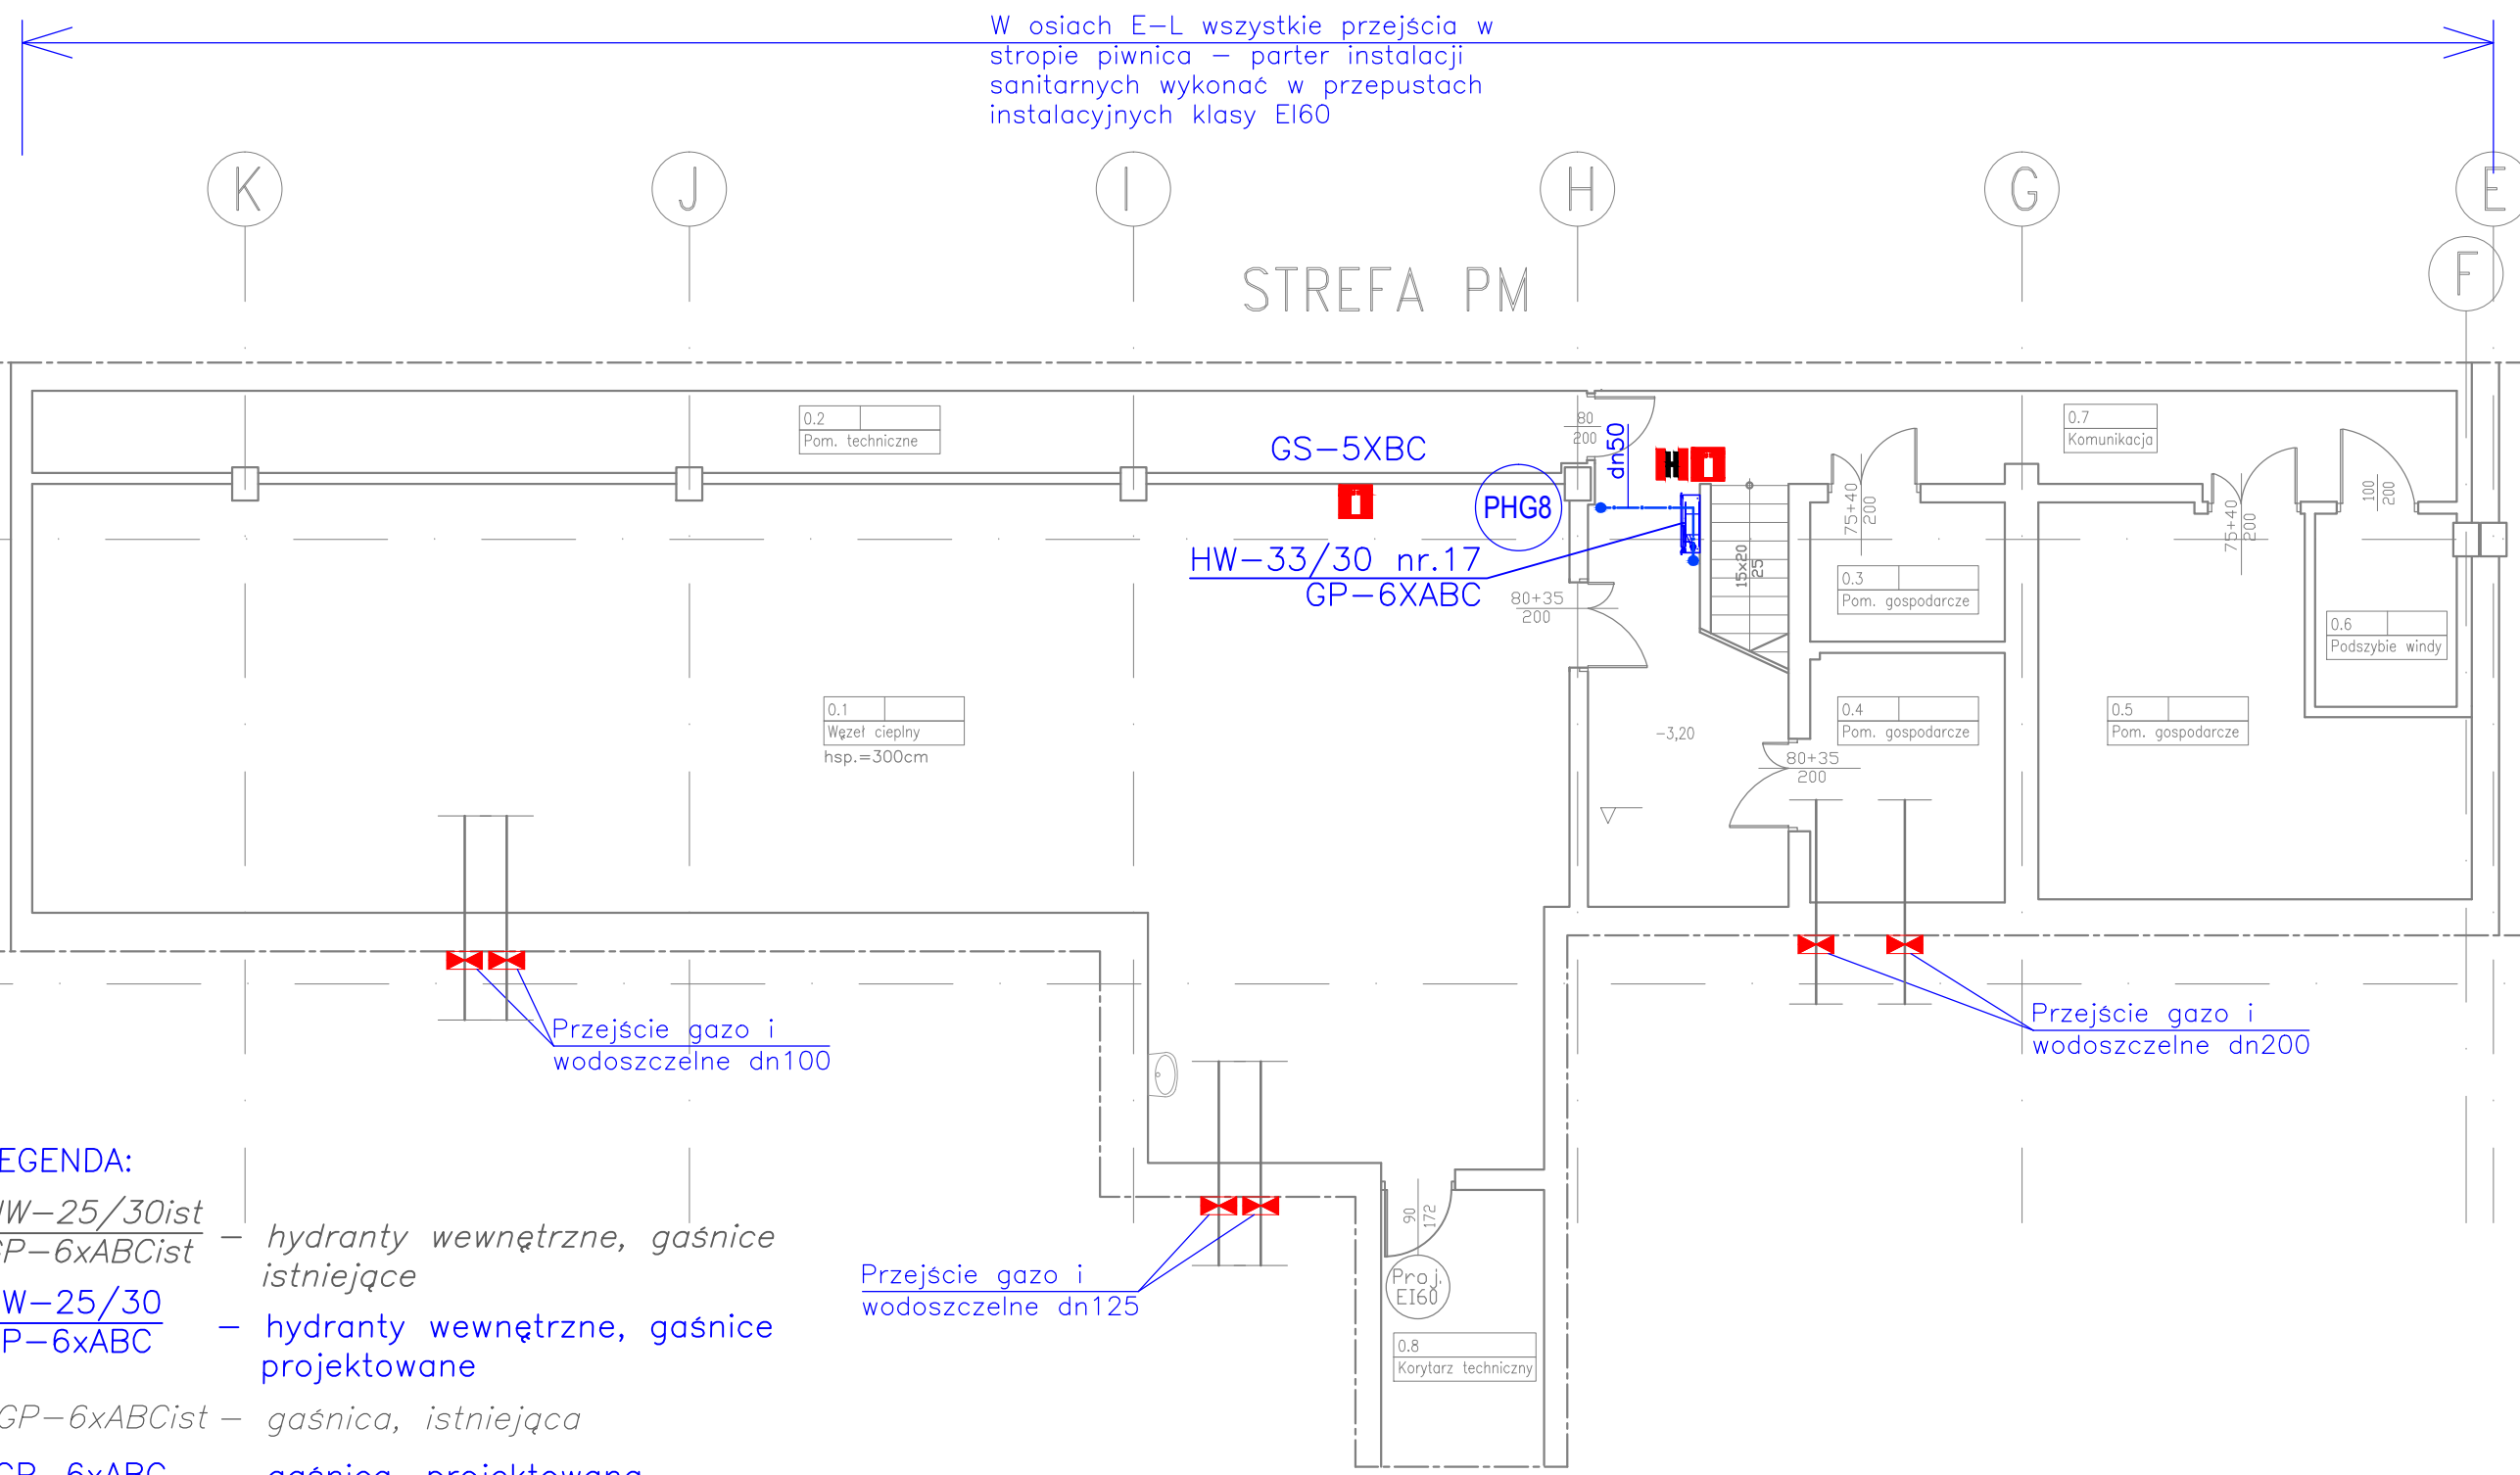 W osiach E-L wszystkie przejścia w
stropie piwnica - parter instalacji
sanitarnych wykonać w przepustach
instalacyjnych klasy EI60
K
J
I
H
G
E
F
STREFA PM
0.2
Pom. techniczne
GS-5XBC
80
200
dn50
H
75+40
200
0.7
Komunikacja
75+40
200
100
200
PHG8
HW-33/30 nr.17
GP-6XABC
80+35
200
15x20
25
0.3
Pom. gospodarcze
0.6
Podszybie windy
0.1
Węzeł cieplny
hsp.=300cm
-3,20
0.4
Pom. gospodarcze
80+35
200
0.5
Pom. gospodarcze
Przejście gazo i
wodoszczelne dn100
Przejście gazo i
wodoszczelne dn200
Przejście gazo i
wodoszczelne dn125
90
172
Proj.
EI60
0.8
Korytarz techniczny
EGENDA:
HW-25/30ist
GP-6xABCist
- hydranty wewnętrzne, gaśnice
istniejące
W-25/30
P-6xABC
- hydranty wewnętrzne, gaśnice
projektowane
GP-6xABCist - gaśnica, istniejąca
GP-6xABC gaśnica, projektowana